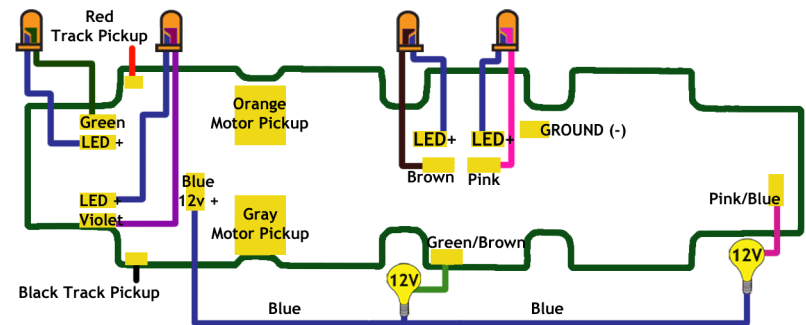 Red
Track Pickup
Orange
Motor Pickup
Green
LED +
LED+
LED+
GROUND (-)
Brown
Pink
Blue
12v +
LED +
Violet
Pink/Blue
Gray
Motor Pickup
Green/Brown
12V
12V
Black Track Pickup
Blue
Blue